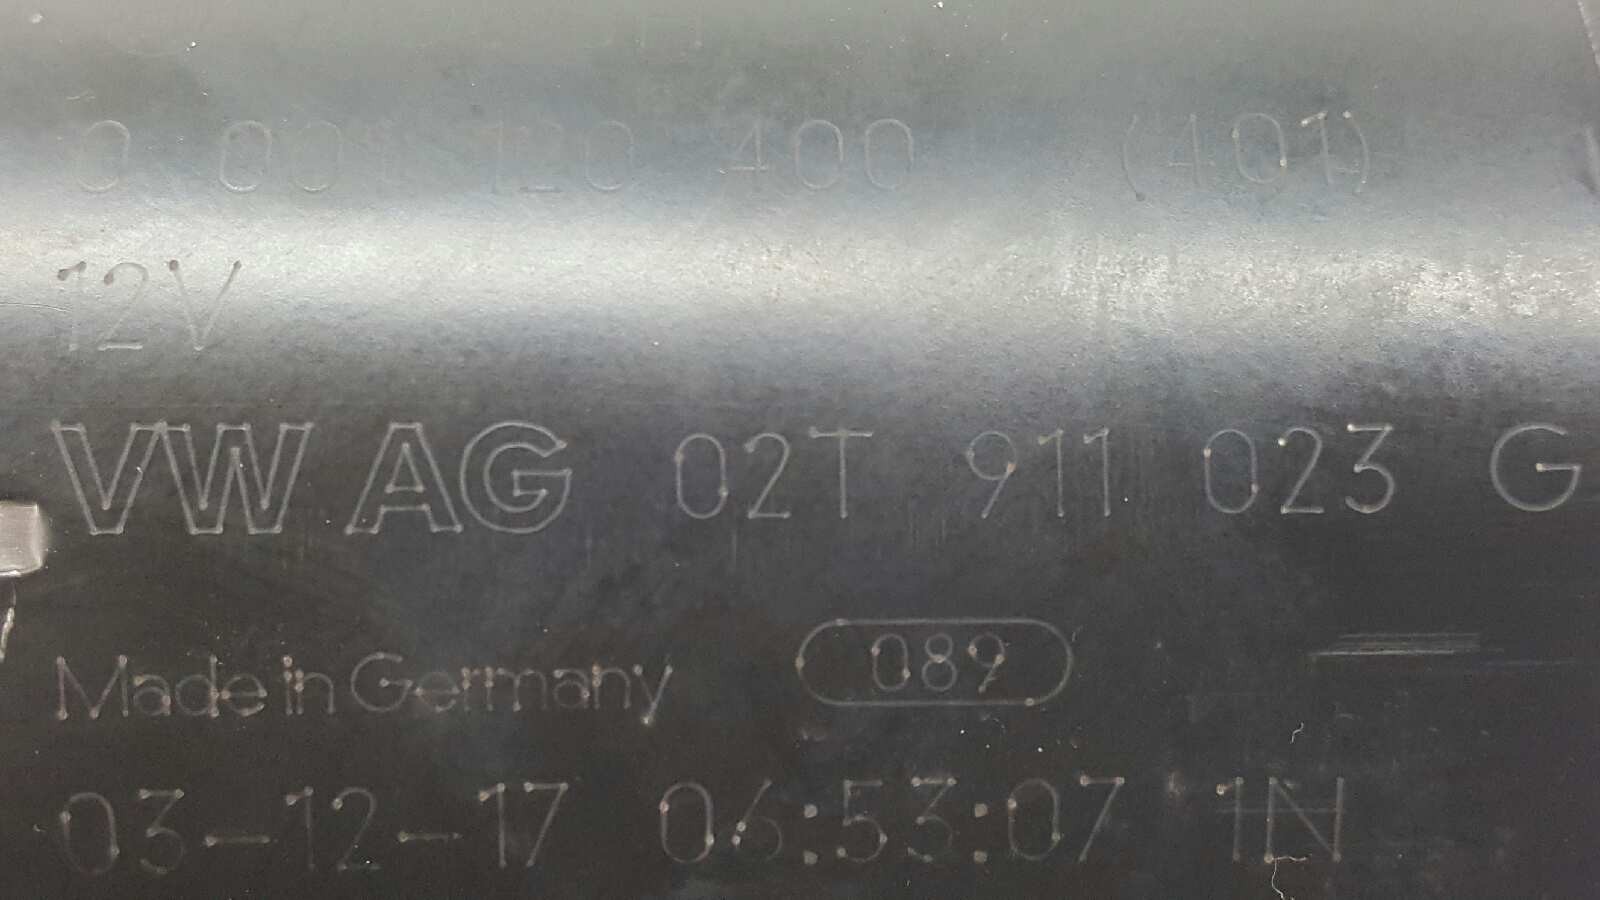 0 001 120 400 (401)
12V
VW AG 02T 911 023 G
Made in Germany 089
03-12-17 06:53:07 1N